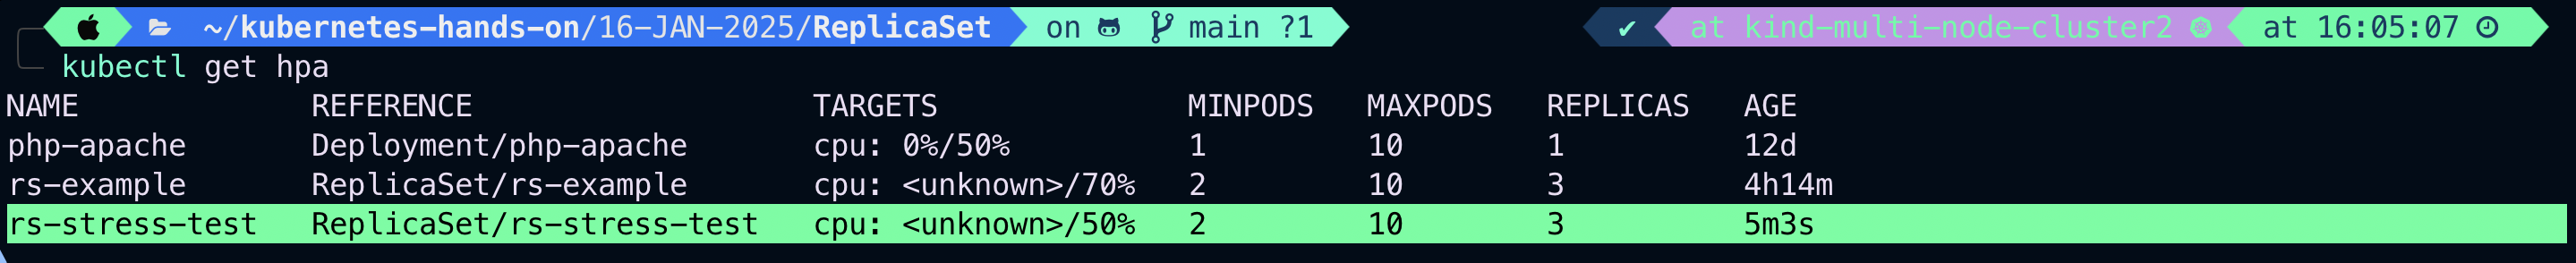 ~/kubernetes-hands-on/16-JAN-2025/ReplicaSet on main ?1 ✔ at kind-multi-node-cluster2 at 16:05:07
kubectl get hpa
NAME REFERENCE TARGETS MINPODS MAXPODS REPLICAS AGE
php-apache Deployment/php-apache cpu: 0%/50% 1 10 1 12d
rs-example ReplicaSet/rs-example cpu: <unknown>/70% 2 10 3 4h14m
rs-stress-test ReplicaSet/rs-stress-test cpu: <unknown>/50% 2 10 3 5m3s